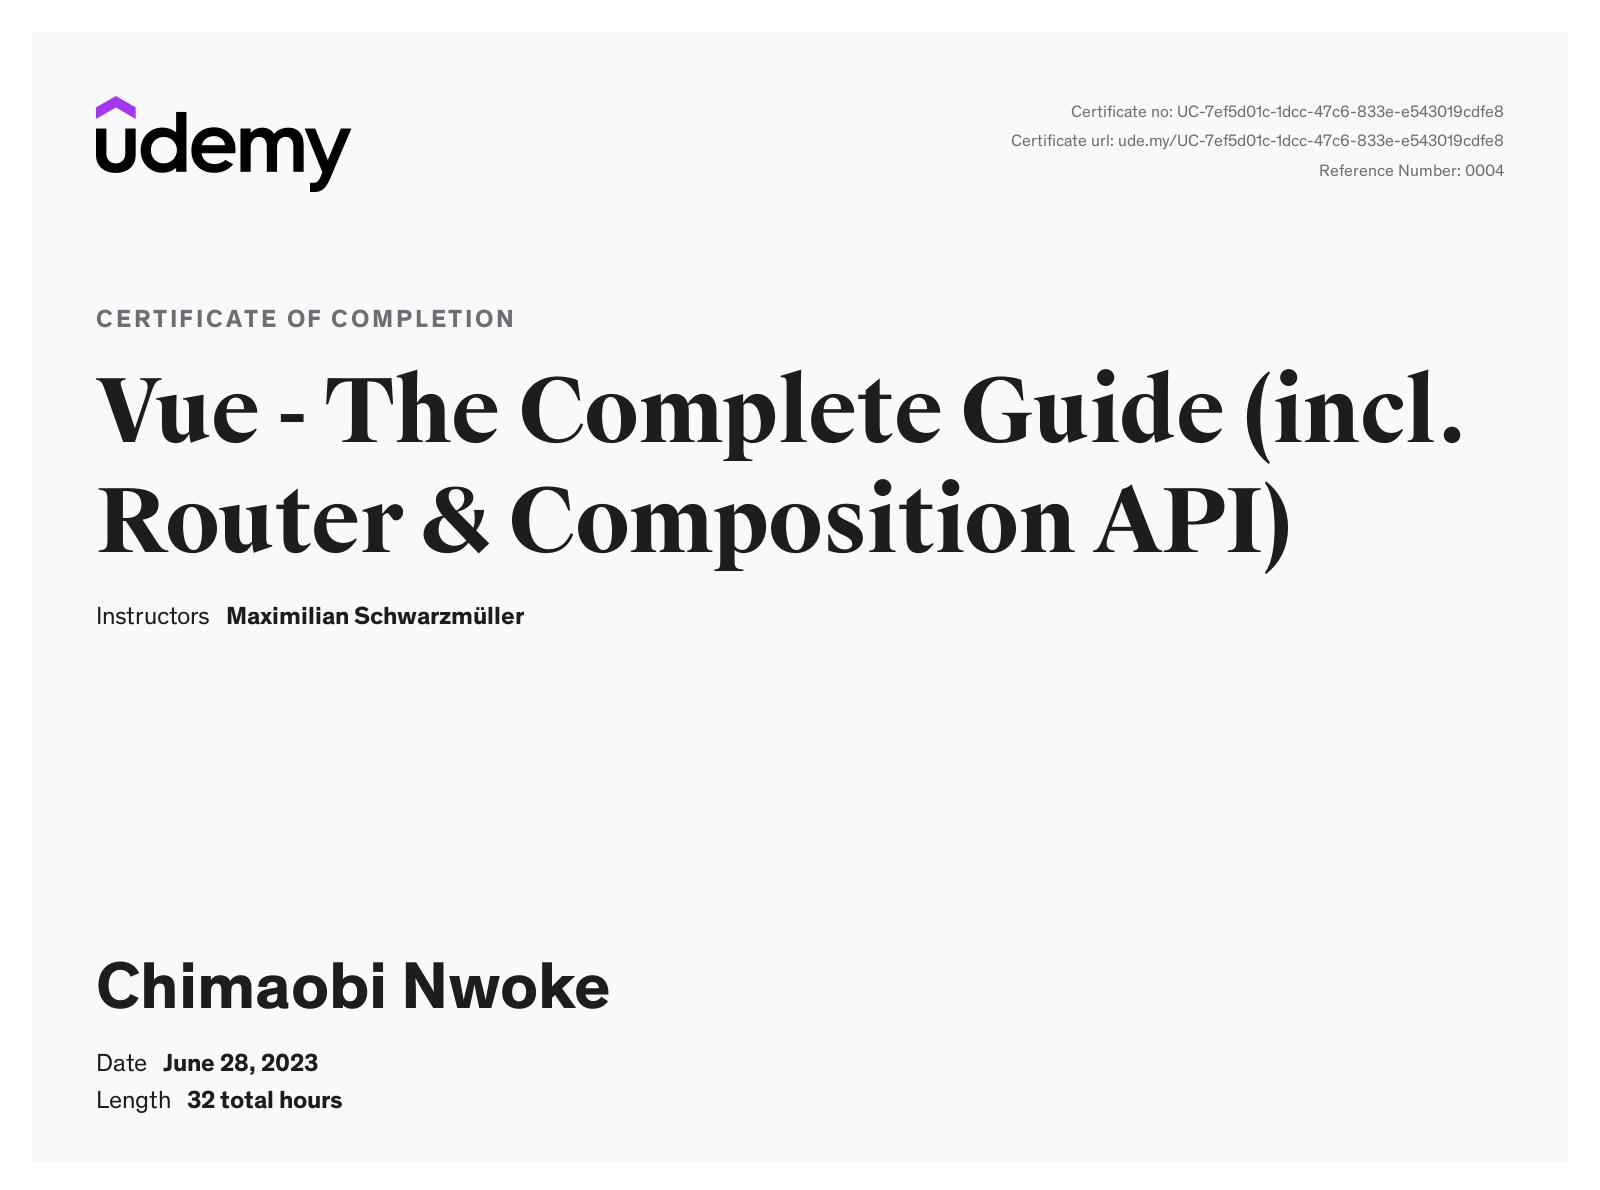 udemy
Certificate no: UC-7ef5d01c-1dcc-47c6-833e-e543019cdfe8
Certificate url: ude.my/UC-7ef5d01c-1dcc-47c6-833e-e543019cdfe8
Reference Number: 0004
CERTIFICATE OF COMPLETION
Vue - The Complete Guide (incl.
Router & Composition API)
Instructors Maximilian Schwarzmüller
Chimaobi Nwoke
Date June 28, 2023
Length 32 total hours